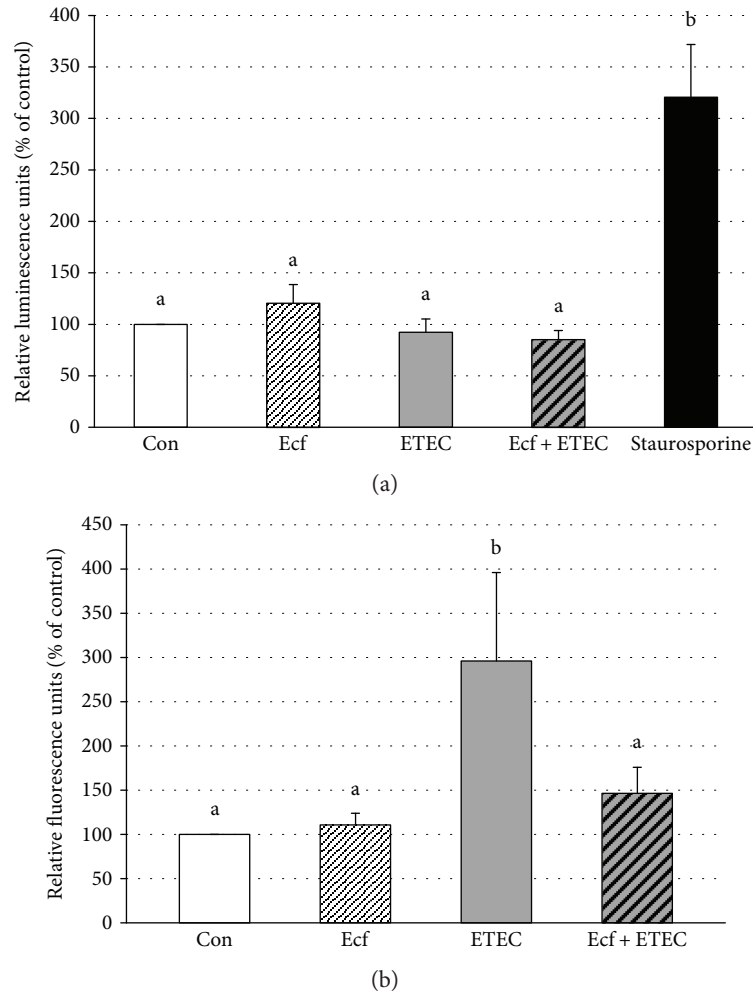 Relative luminescence units (% of control)
400
350
300
250
200
150
100
50
0
a
a
a
a
b
Con
Ecf
ETEC
Ecf + ETEC
Staurosporine
(a)
Relative fluorescence units (% of control)
450
400
350
300
250
200
150
100
50
0
a
a
b
a
Con
Ecf
ETEC
Ecf + ETEC
(b)